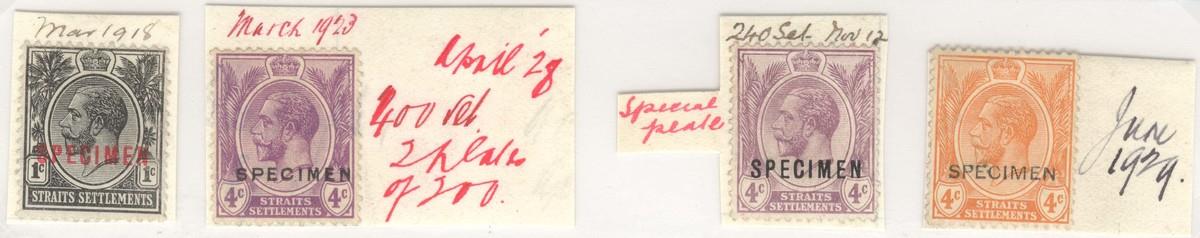 Mar 1918
SPECIMEN
1c 1c
STRAITS SETTLEMENTS
March 1923
SPECIMEN
4c 4c
STRAITS
SETTLEMENTS
April '28
400 set.
2 plates
of 200.
Special
plate
240 Set Nov 12
SPECIMEN
4c 4c
STRAITS
SETTLEMENTS
SPECIMEN
4c 4c
STRAITS
SETTLEMENTS
June
1929.